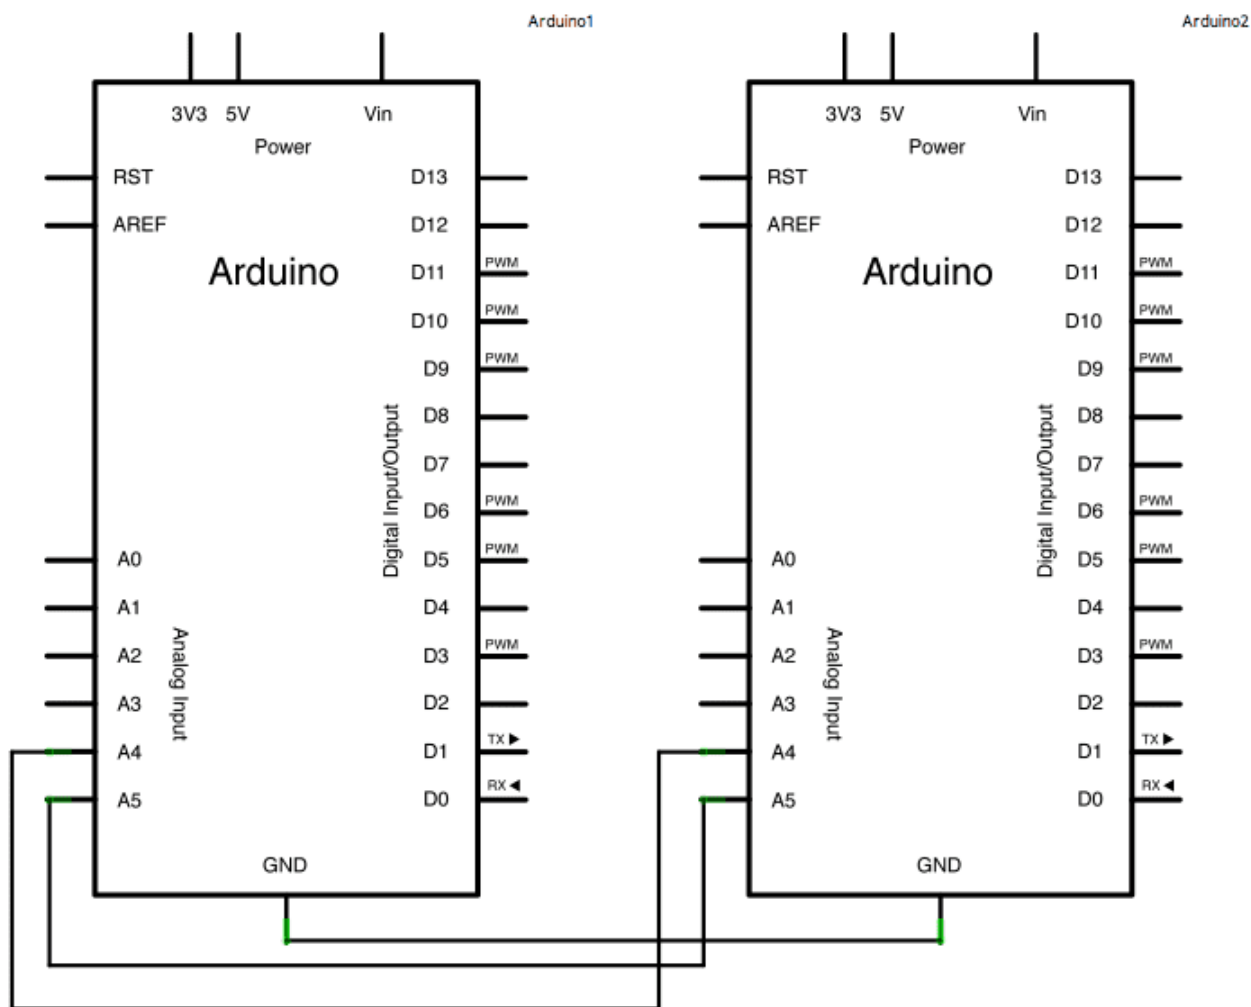 Arduino1
Arduino2
3V3 5V Vin
Power
RST
AREF
Arduino
D13
D12
D11 PWM
D10 PWM
D9 PWM
D8
D7
D6 PWM
D5 PWM
D4
D3 PWM
D2
D1 TX ▶
D0 RX ◀
Digital Input/Output
A0
A1
A2
A3
A4
A5
Analog Input
GND
3V3 5V Vin
Power
RST
AREF
Arduino
D13
D12
D11 PWM
D10 PWM
D9 PWM
D8
D7
D6 PWM
D5 PWM
D4
D3 PWM
D2
D1 TX ▶
D0 RX ◀
Digital Input/Output
A0
A1
A2
A3
A4
A5
Analog Input
GND